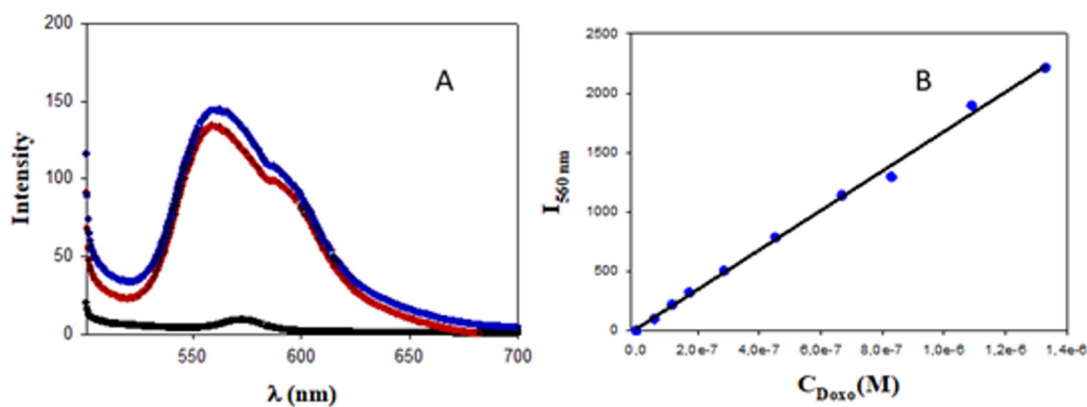 200
150
100
50
0
Intensity
A
550
600
650
700
λ (nm)
2500
2000
1500
1000
500
0
I560 nm
B
0,0
2,0e-7
4,0e-7
6,0e-7
8,0e-7
1,0e-6
1,2e-6
1,4e-6
CDoxo(M)